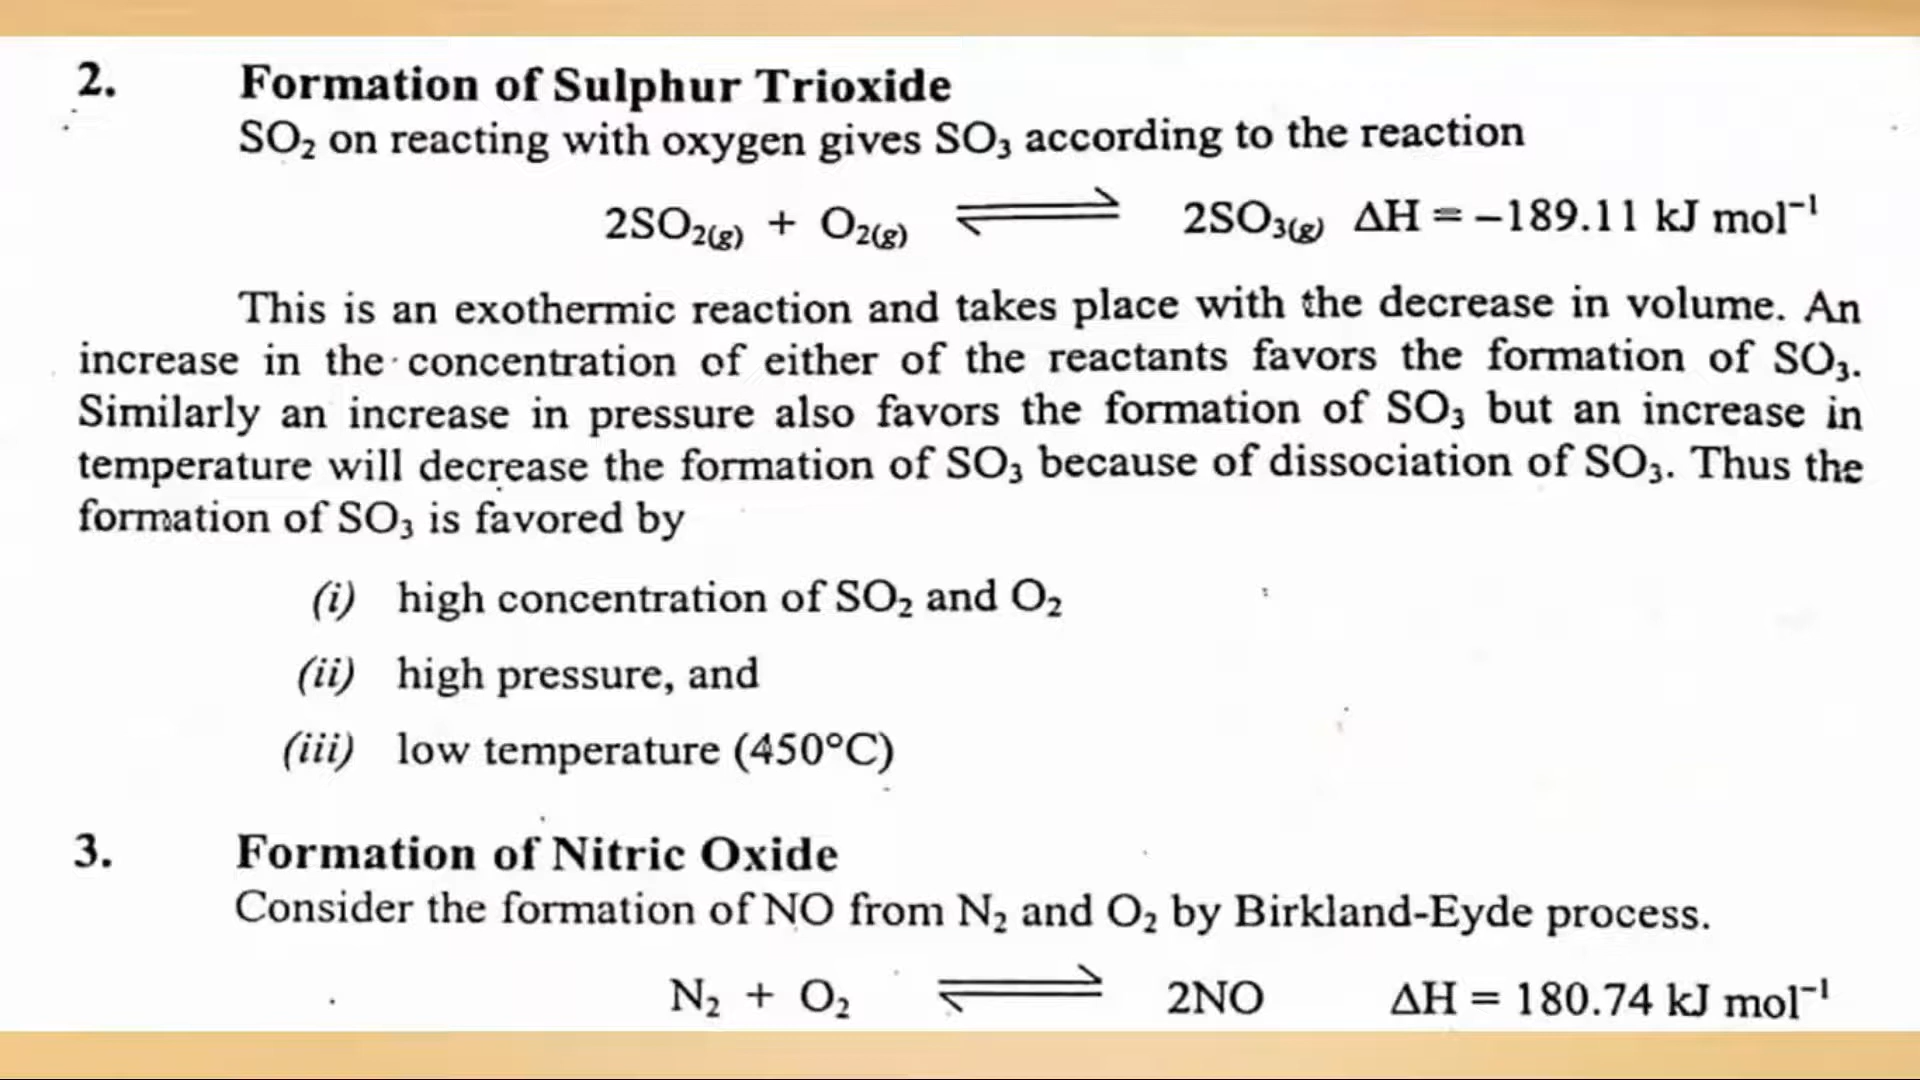 2. Formation of Sulphur Trioxide
SO₂ on reacting with oxygen gives SO₃ according to the reaction
2SO₂(g) + O₂(g) ⇌ 2SO₃(g) ΔH = –189.11 kJ mol⁻¹
This is an exothermic reaction and takes place with the decrease in volume. An
increase in the concentration of either of the reactants favors the formation of SO₃.
Similarly an increase in pressure also favors the formation of SO₃ but an increase in
temperature will decrease the formation of SO₃ because of dissociation of SO₃. Thus the
formation of SO₃ is favored by
(i) high concentration of SO₂ and O₂
(ii) high pressure, and
(iii) low temperature (450°C)
3. Formation of Nitric Oxide
Consider the formation of NO from N₂ and O₂ by Birkland-Eyde process.
N₂ + O₂ ⇌ 2NO ΔH = 180.74 kJ mol⁻¹